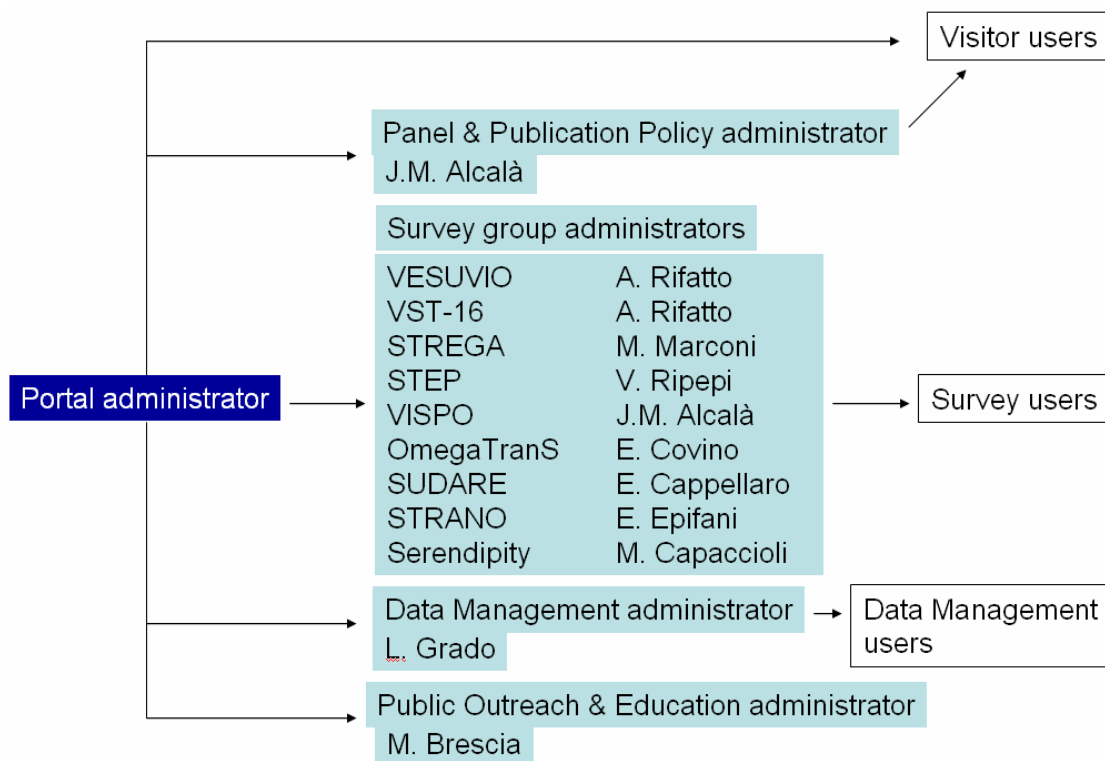 Visitor users
Panel & Publication Policy administrator
J.M. Alcalà
Survey group administrators
VESUVIO A. Rifatto
VST-16 A. Rifatto
STREGA M. Marconi
STEP V. Ripepi
VISPO J.M. Alcalà
OmegaTranS E. Covino
SUDARE E. Cappellaro
STRANO E. Epifani
Serendipity M. Capaccioli
Portal administrator
Survey users
Data Management administrator
L. Grado
Data Management
users
Public Outreach & Education administrator
M. Brescia